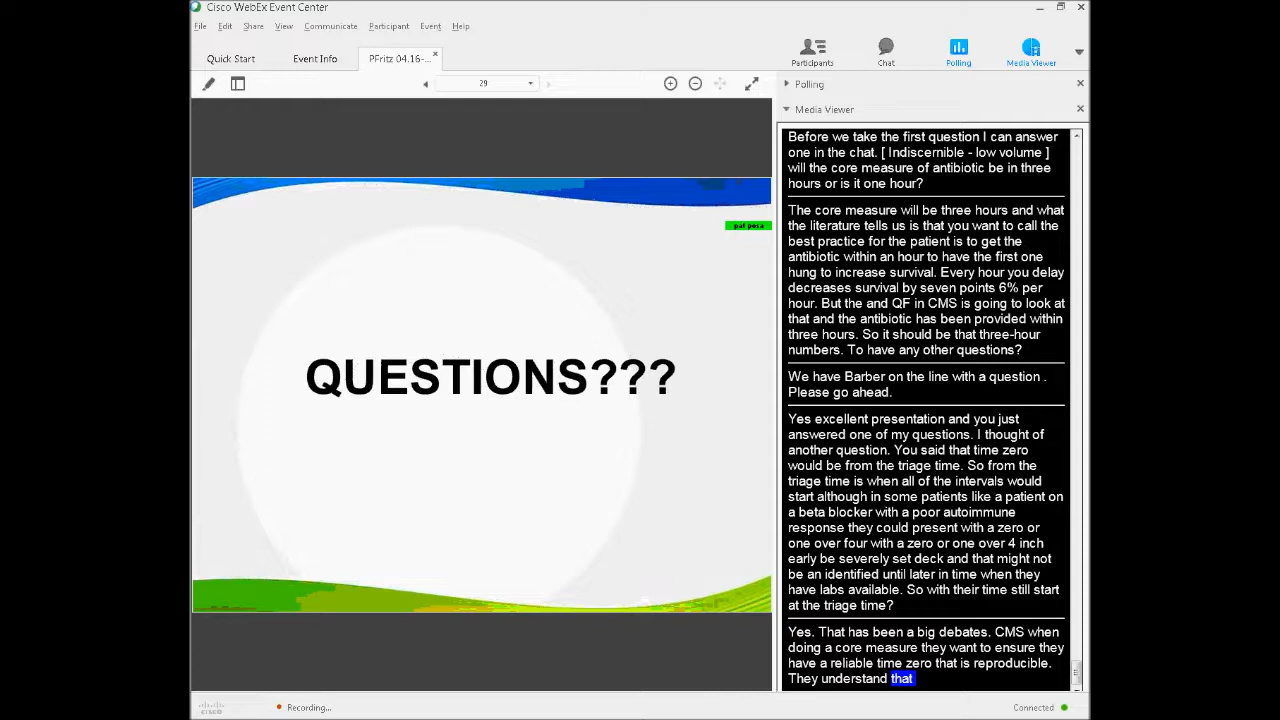 Cisco WebEx Event Center
File Edit Share View Communicate Participant Event Help
Quick Start Event Info PFritz 04.16-...
Participants Chat Polling Media Viewer
29
Polling
Media Viewer
pat posa
QUESTIONS???
Before we take the first question I can answer
one in the chat. [ Indiscernible - low volume ]
will the core measure of antibiotic be in three
hours or is it one hour?
The core measure will be three hours and what
the literature tells us is that you want to call the
best practice for the patient is to get the
antibiotic within an hour to have the first one
hung to increase survival. Every hour you delay
decreases survival by seven points 6% per
hour. But the and QF in CMS is going to look at
that and the antibiotic has been provided within
three hours. So it should be that three-hour
numbers. To have any other questions?
We have Barber on the line with a question .
Please go ahead.
Yes excellent presentation and you just
answered one of my questions. I thought of
another question. You said that time zero
would be from the triage time. So from the
triage time is when all of the intervals would
start although in some patients like a patient on
a beta blocker with a poor autoimmune
response they could present with a zero or
one over four with a zero or one over 4 inch
early be severely set deck and that might not
be an identified until later in time when they
have labs available. So with their time still start
at the triage time?
Yes. That has been a big debates. CMS when
doing a core measure they want to ensure they
have a reliable time zero that is reproducible.
They understand that
cisco
Recording...
Connected